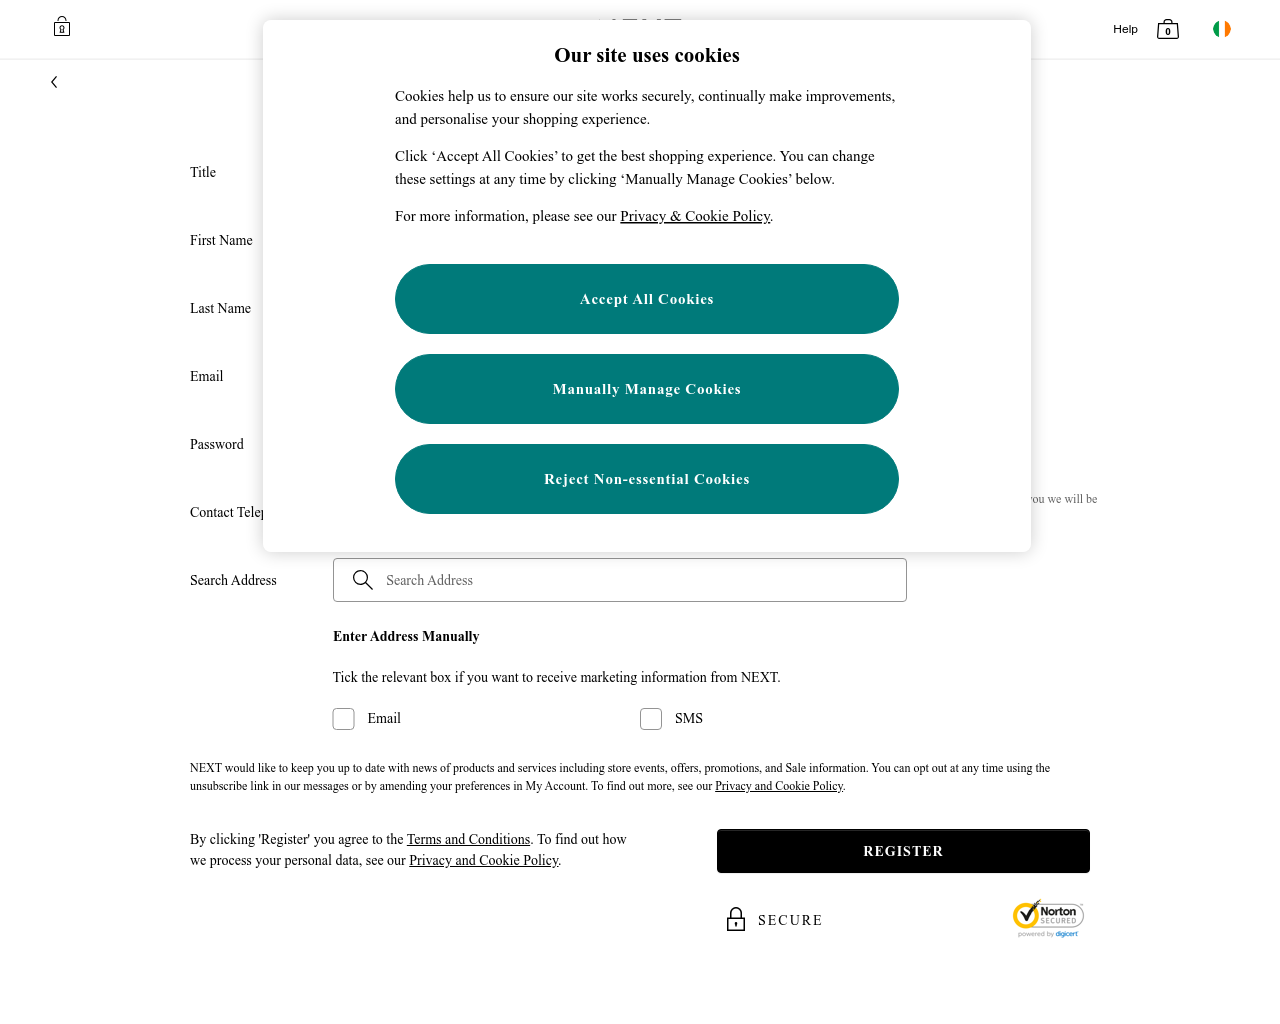 Help
0
Our site uses cookies
Cookies help us to ensure our site works securely, continually make improvements,
and personalise your shopping experience.
Click ‘Accept All Cookies’ to get the best shopping experience. You can change
these settings at any time by clicking ‘Manually Manage Cookies’ below.
For more information, please see our Privacy & Cookie Policy.
Accept All Cookies
Manually Manage Cookies
Reject Non-essential Cookies
Title
First Name
Last Name
Email
Password
you we will be
Contact
Search Address
Search Address
Enter Address Manually
Tick the relevant box if you want to receive marketing information from NEXT.
Email
SMS
NEXT would like to keep you up to date with news of products and services including store events, offers, promotions, and Sale information. You can opt out at any time using the
unsubscribe link in our messages or by amending your preferences in My Account. To find out more, see our Privacy and Cookie Policy.
By clicking 'Register' you agree to the Terms and Conditions. To find out how
we process your personal data, see our Privacy and Cookie Policy.
REGISTER
SECURE
Norton
SECURED
powered by digicert